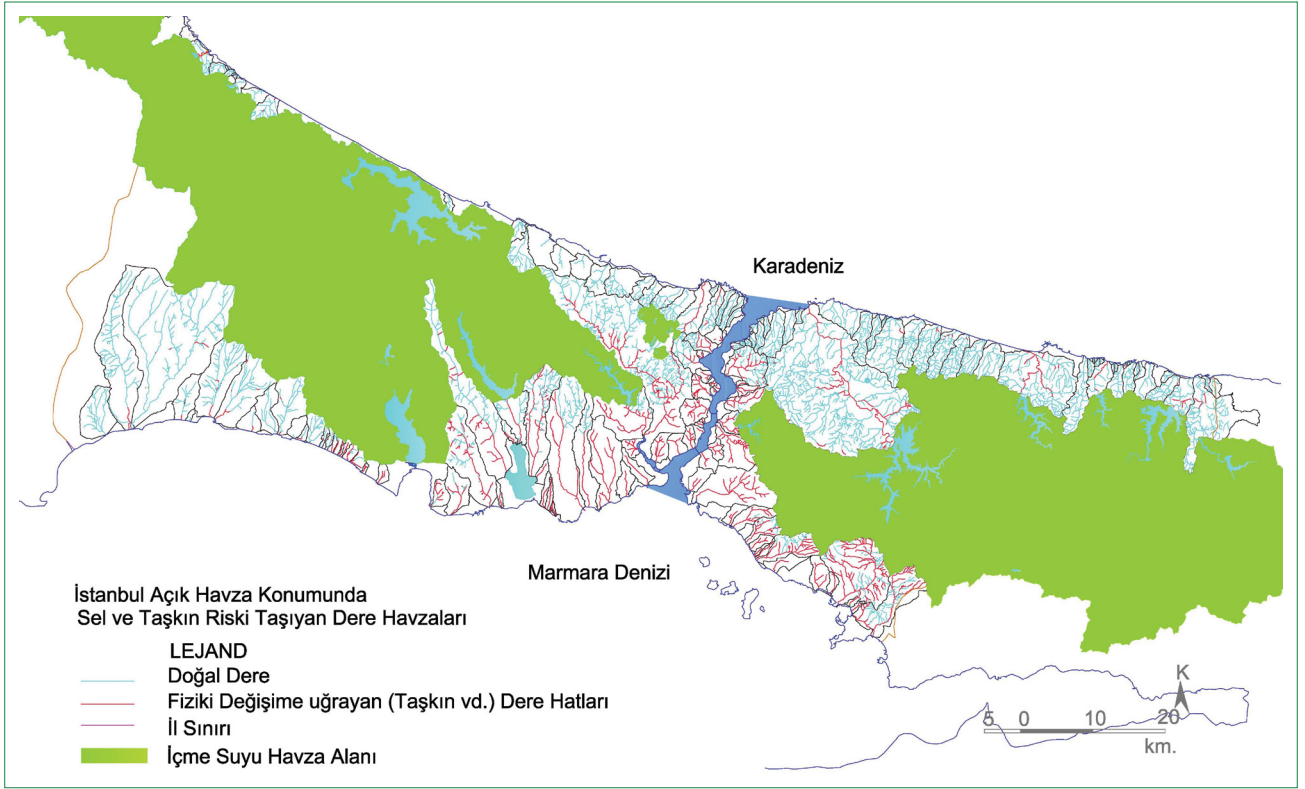 Karadeniz
Marmara Denizi
İstanbul Açık Havza Konumunda
Sel ve Taşkın Riski Taşıyan Dere Havzaları
LEJAND
Doğal Dere
Fiziki Değişime uğrayan (Taşkın vd.) Dere Hatları
İl Sınırı
İçme Suyu Havza Alanı
K
5 0 10 20
km.